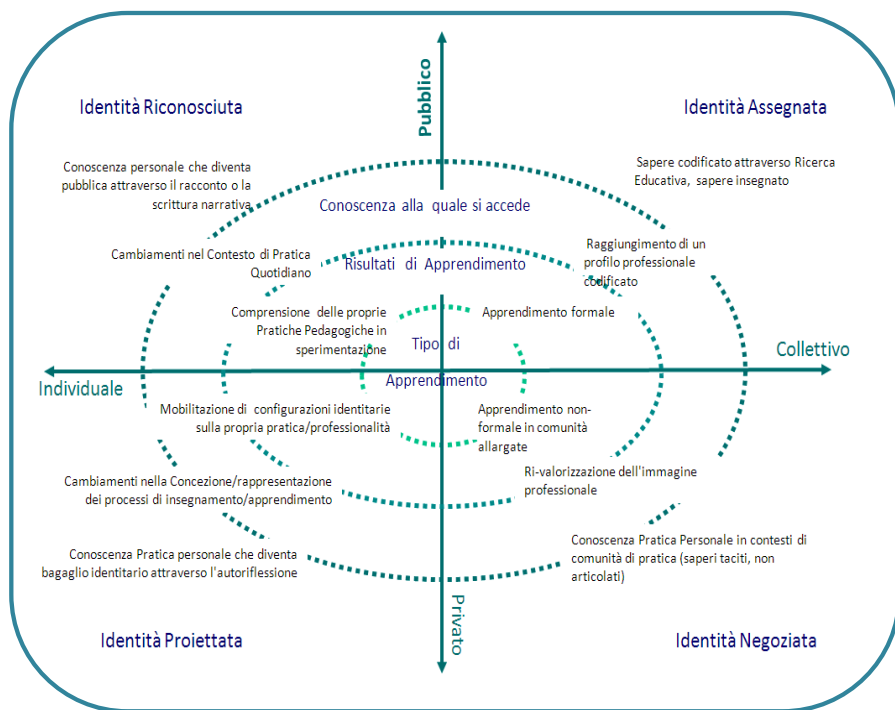 Pubblico
Identità Riconosciuta
Identità Assegnata
Conoscenza personale che diventa
pubblica attraverso il racconto o la
scrittura narrativa
Sapere codificato attraverso Ricerca
Educativa, sapere insegnato
Conoscenza alla quale si accede
Cambiamenti nel Contesto di Pratica
Quotidiano
Risultati di Apprendimento
Raggiungimento di un
profilo professionale
codificato
Comprensione delle proprie
Pratiche Pedagogiche in
sperimentazione
Apprendimento formale
Tipo di
Apprendimento
Collettivo
Individuale
Mobilitazione di configurazioni identitarie
sulla propria pratica/professionalità
Apprendimento non-
formale in comunità
allargate
Cambiamenti nella Concezione/rappresentazione
dei processi di insegnamento/apprendimento
Ri-valorizzazione dell'immagine
professionale
Conoscenza Pratica personale che diventa
bagaglio identitario attraverso l'autoriflessione
Conoscenza Pratica Personale in contesti di
comunità di pratica (saperi taciti, non
articolati)
Privato
Identità Proiettata
Identità Negoziata